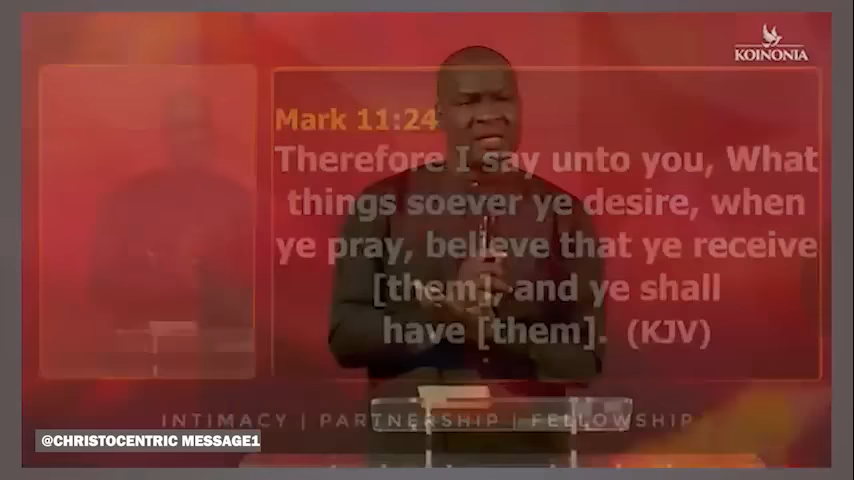 KOINONIA
Mark 11:24
Therefore I say unto you, What
things soever ye desire, when
ye pray, believe that ye receive
[them], and ye shall
have [them]. (KJV)
INTIMACY | PARTNERSHIP | FELLOWSHIP
@CHRISTOCENTRIC MESSAGE1